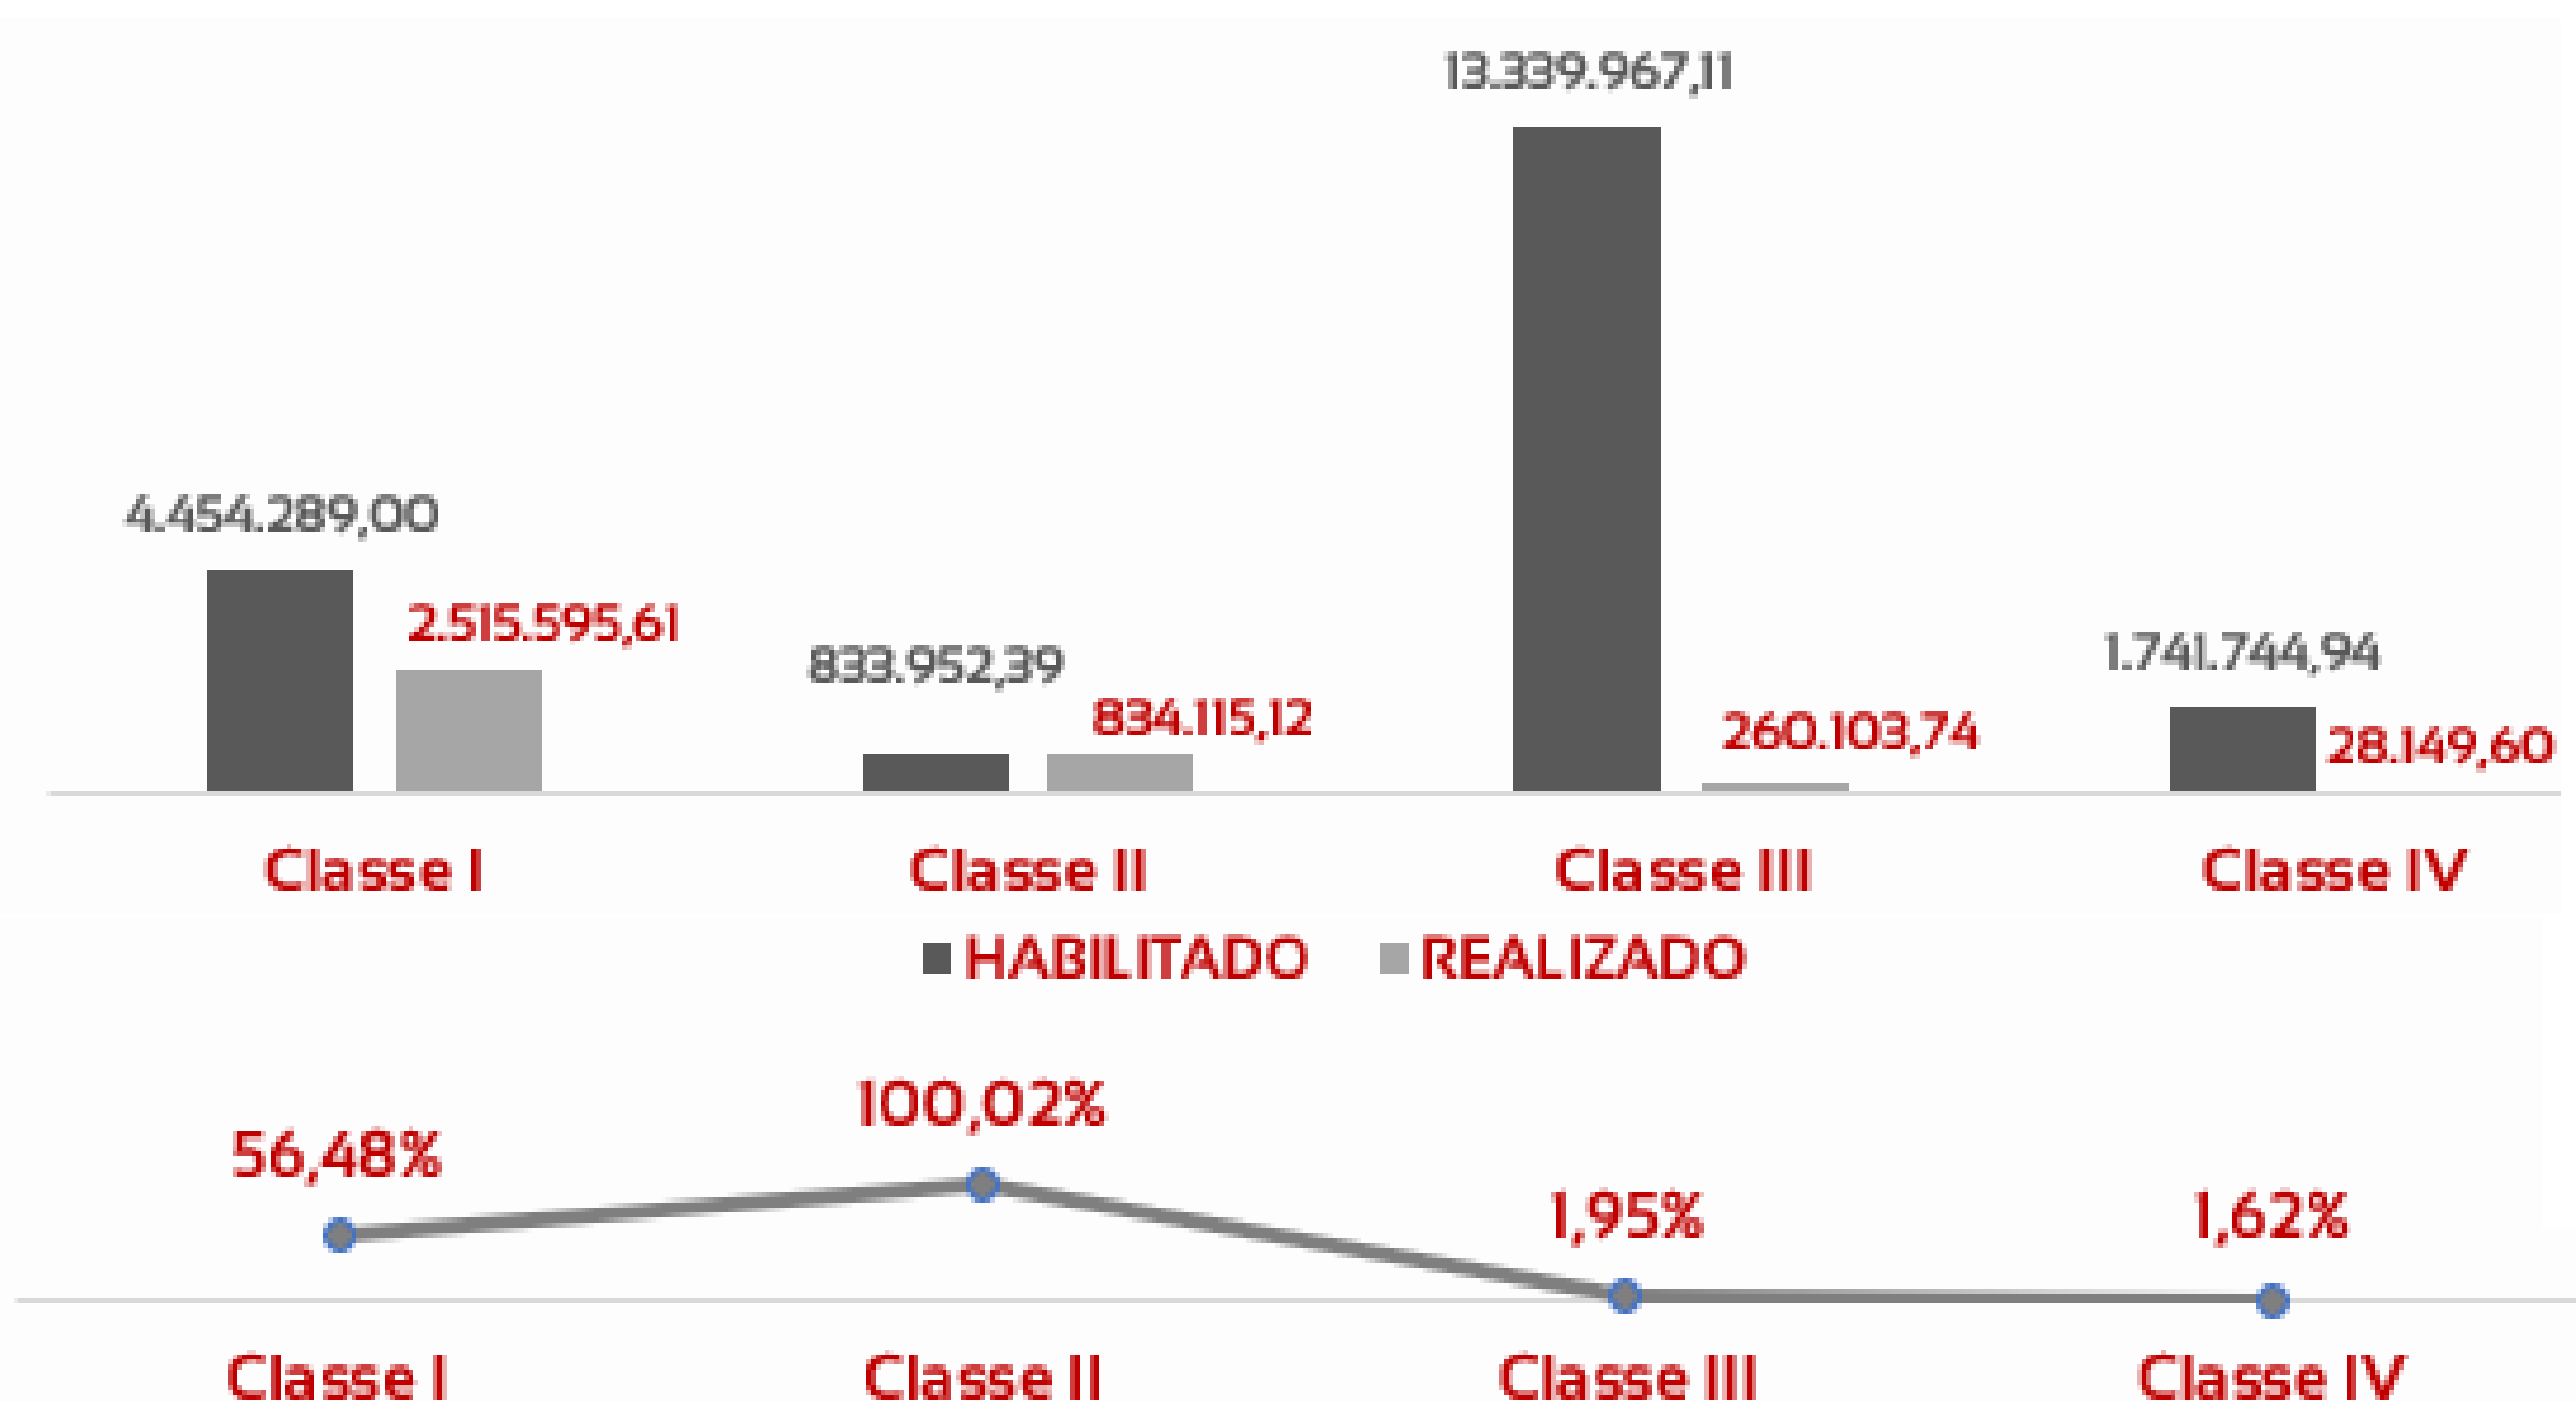 13.339.967,11
4.454.289,00
2.515.595,61
833.952,39
834.115,12
260.103,74
1.741.744,94
28.149,60
Classe I
Classe II
Classe III
Classe IV
HABILITADO
REALIZADO
56,48%
100,02%
1,95%
1,62%
Classe I
Classe II
Classe III
Classe IV